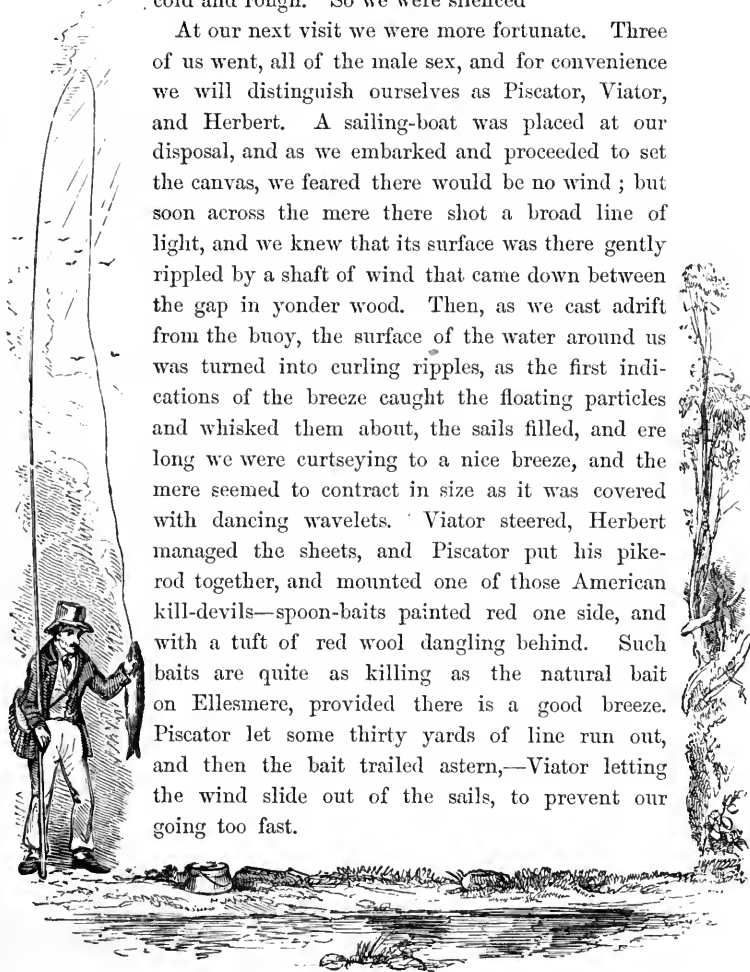 cold and rough. So we were silenced
At our next visit we were more fortunate. Three
of us went, all of the male sex, and for convenience
we will distinguish ourselves as Piscator, Viator,
and Herbert. A sailing-boat was placed at our
disposal, and as we embarked and proceeded to set
the canvas, we feared there would be no wind ; but
soon across the mere there shot a broad line of
light, and we knew that its surface was there gently
rippled by a shaft of wind that came down between
the gap in yonder wood. Then, as we cast adrift
from the buoy, the surface of the water around us
was turned into curling ripples, as the first indi-
cations of the breeze caught the floating particles
and whisked them about, the sails filled, and ere
long we were curtseying to a nice breeze, and the
mere seemed to contract in size as it was covered
with dancing wavelets. Viator steered, Herbert
managed the sheets, and Piscator put his pike-
rod together, and mounted one of those American
kill-devils—spoon-baits painted red one side, and
with a tuft of red wool dangling behind. Such
baits are quite as killing as the natural bait
on Ellesmere, provided there is a good breeze.
Piscator let some thirty yards of line run out,
and then the bait trailed astern,—Viator letting
the wind slide out of the sails, to prevent our
going too fast.